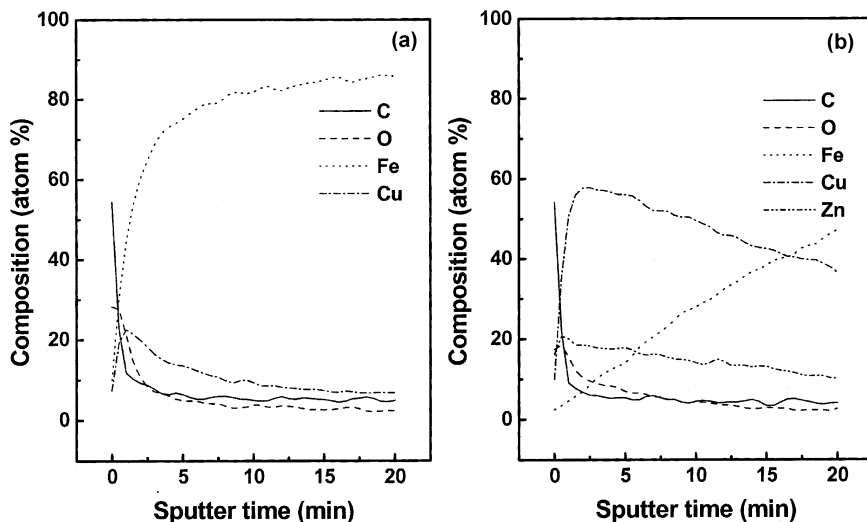 (a)
100
80
60
40
20
0
Composition (atom %)
C
O
Fe
Cu
0 5 10 15 20
Sputter time (min)
(b)
100
80
60
40
20
0
Composition (atom %)
C
O
Fe
Cu
Zn
0 5 10 15 20
Sputter time (min)